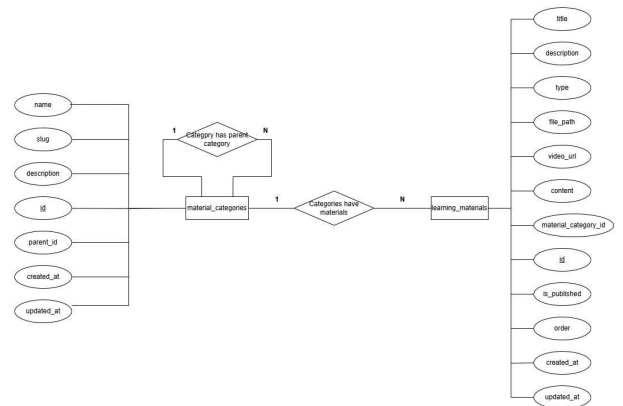 name
slug
description
id
parent_id
created_at
updated_at
1
N
Categpry has parent
category
material_categories
1
Categories have
materials
N
learning_materials
title
description
type
file_path
video_url
content
material_category_id
id
is_published
order
created_at
updated_at